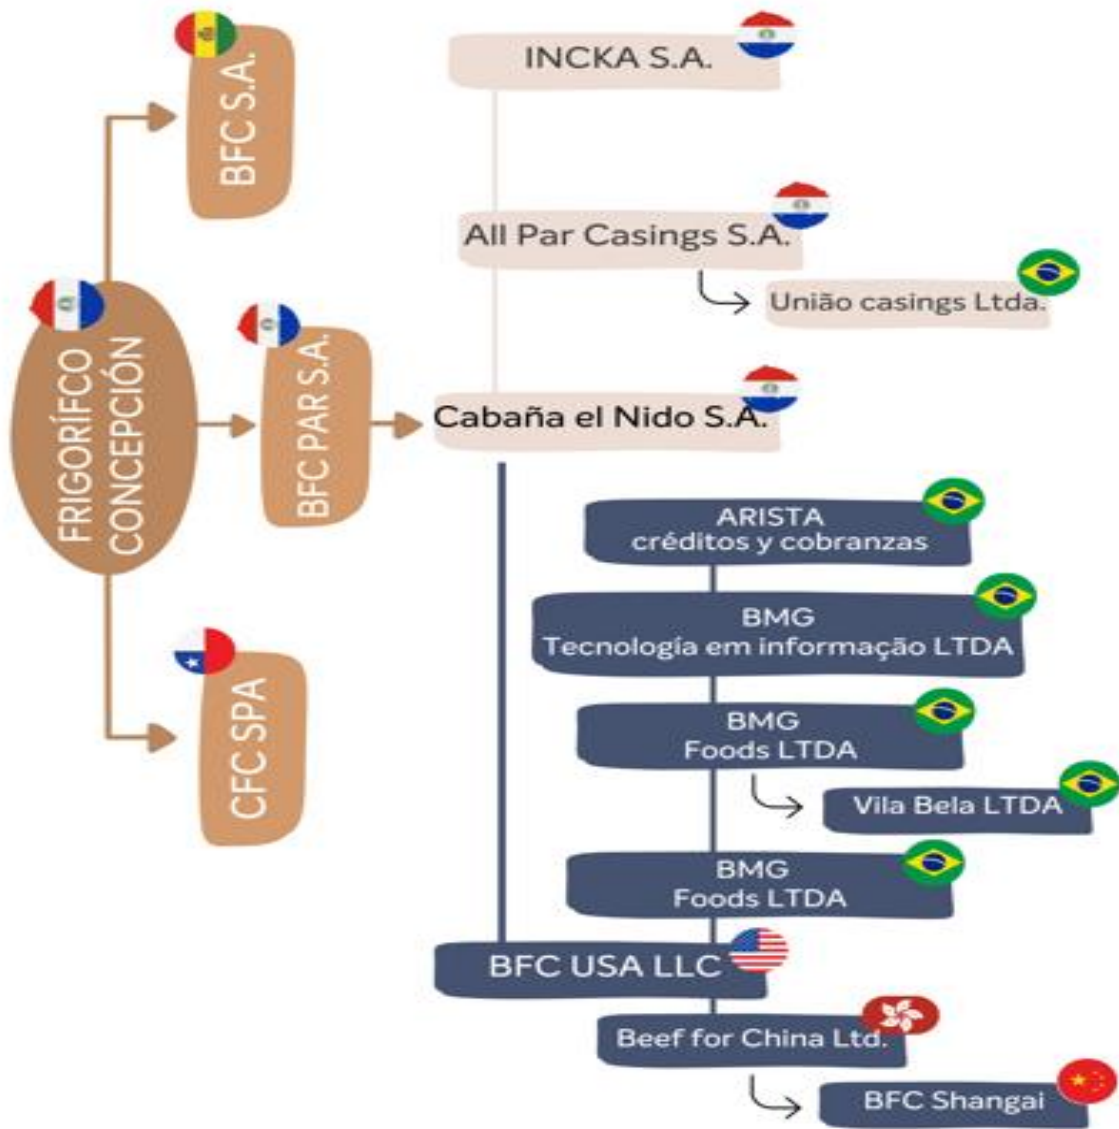 BFC S.A.
FRIGORÍFCO
CONCEPCIÓN
BFC PAR S.A.
CFC SPA
INCKA S.A.
All Par Casings S.A.
União casings Ltda.
Cabaña el Nido S.A.
ARISTA
créditos y cobranzas
BMG
Tecnología em informação LTDA
BMG
Foods LTDA
Vila Bela LTDA
BMG
Foods LTDA
BFC USA LLC
Beef for China Ltd.
BFC Shangai